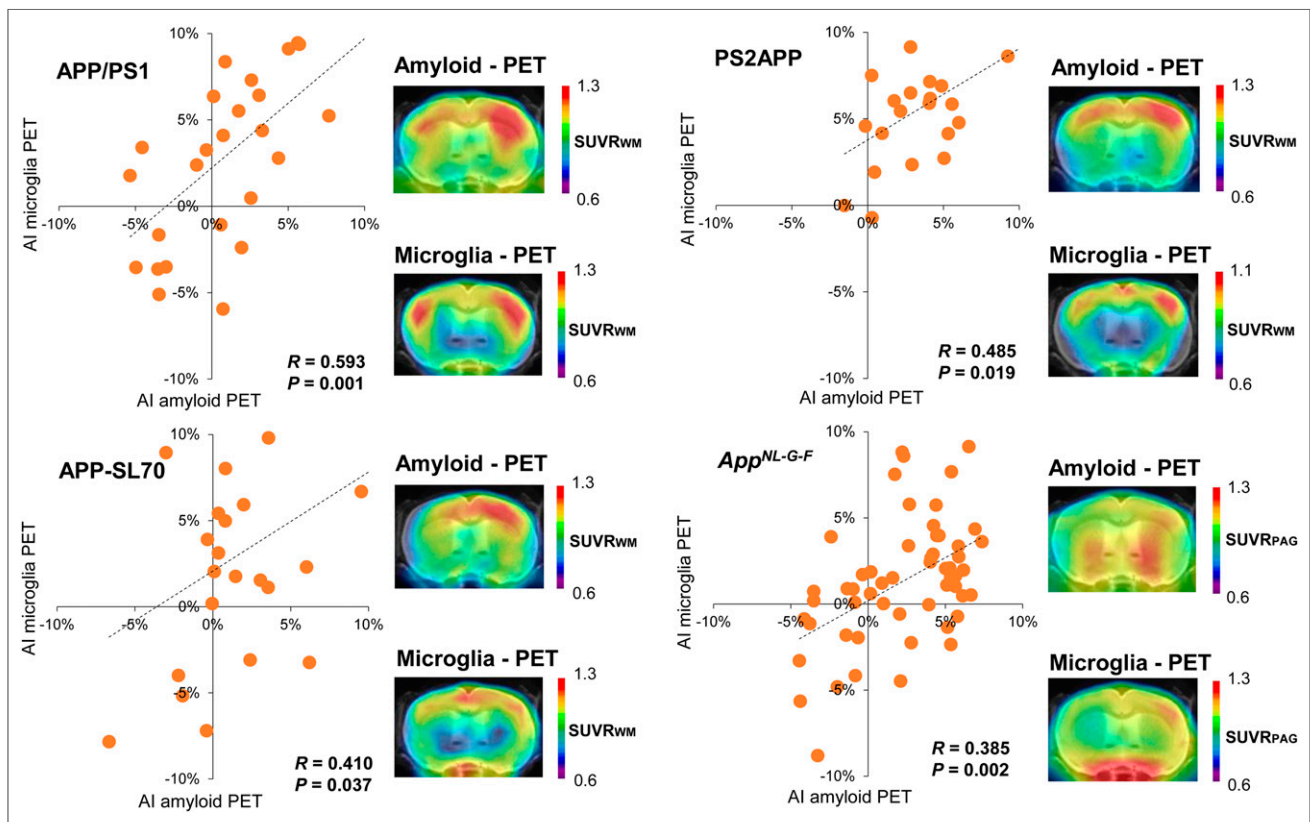 APP/PS1
AI microglia PET
10%
5%
0%
-10%
-5%
0%
5%
10%
-5%
-10%
AI amyloid PET
R = 0.593
P = 0.001
Amyloid - PET
1.3
SUVRWM
0.6
Microglia - PET
1.3
SUVRWM
0.6
PS2APP
AI microglia PET
10%
5%
0%
-10%
-5%
0%
5%
10%
-5%
-10%
AI amyloid PET
R = 0.485
P = 0.019
Amyloid - PET
1.3
SUVRWM
0.6
Microglia - PET
1.1
SUVRWM
0.6
APP-SL70
AI microglia PET
10%
5%
0%
-10%
-5%
0%
5%
10%
-5%
-10%
AI amyloid PET
R = 0.410
P = 0.037
Amyloid - PET
1.3
SUVRWM
0.6
Microglia - PET
1.3
SUVRWM
0.6
App^NL-G-F
AI microglia PET
10%
5%
0%
-10%
-5%
0%
5%
10%
-5%
-10%
AI amyloid PET
R = 0.385
P = 0.002
Amyloid - PET
1.3
SUVRPAG
0.6
Microglia - PET
1.3
SUVRPAG
0.6